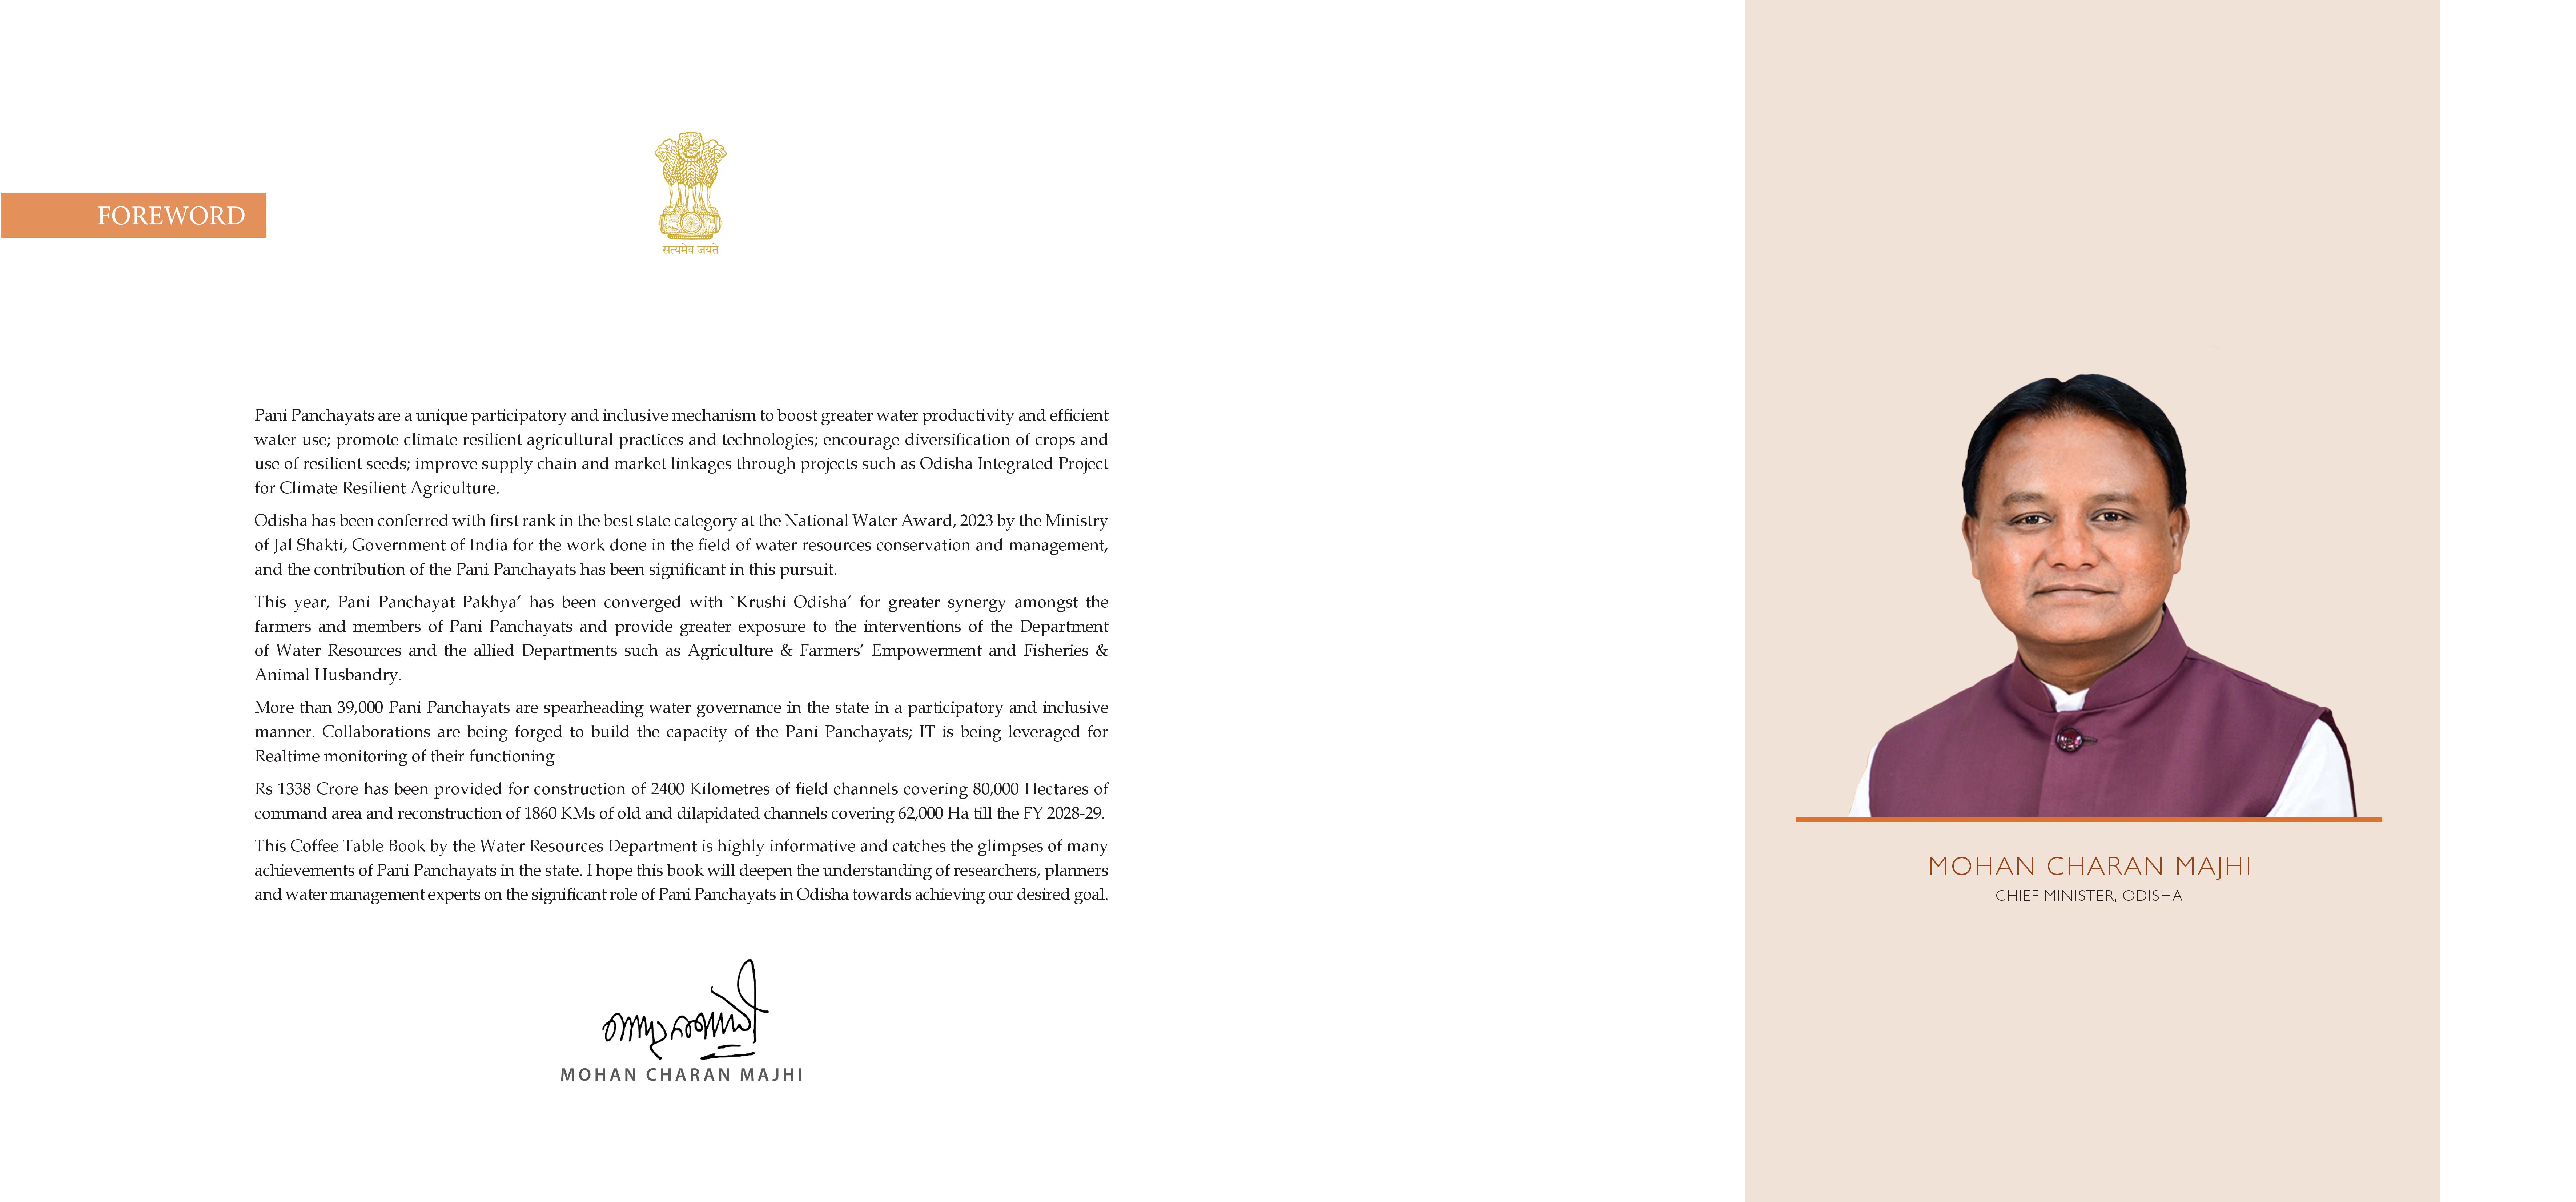 FOREWORD
सत्यमेव जयते
Pani Panchayats are a unique participatory and inclusive mechanism to boost greater water productivity and efficient
water use; promote climate resilient agricultural practices and technologies; encourage diversification of crops and
use of resilient seeds; improve supply chain and market linkages through projects such as Odisha Integrated Project
for Climate Resilient Agriculture.
Odisha has been conferred with first rank in the best state category at the National Water Award, 2023 by the Ministry
of Jal Shakti, Government of India for the work done in the field of water resources conservation and management,
and the contribution of the Pani Panchayats has been significant in this pursuit.
This year, Pani Panchayat Pakhya’ has been converged with `Krushi Odisha’ for greater synergy amongst the
farmers and members of Pani Panchayats and provide greater exposure to the interventions of the Department
of Water Resources and the allied Departments such as Agriculture & Farmers’ Empowerment and Fisheries &
Animal Husbandry.
More than 39,000 Pani Panchayats are spearheading water governance in the state in a participatory and inclusive
manner. Collaborations are being forged to build the capacity of the Pani Panchayats; IT is being leveraged for
Realtime monitoring of their functioning
Rs 1338 Crore has been provided for construction of 2400 Kilometres of field channels covering 80,000 Hectares of
command area and reconstruction of 1860 KMs of old and dilapidated channels covering 62,000 Ha till the FY 2028-29.
This Coffee Table Book by the Water Resources Department is highly informative and catches the glimpses of many
achievements of Pani Panchayats in the state. I hope this book will deepen the understanding of researchers, planners
and water management experts on the significant role of Pani Panchayats in Odisha towards achieving our desired goal.
MOHAN CHARAN MAJHI
MOHAN CHARAN MAJHI
CHIEF MINISTER, ODISHA